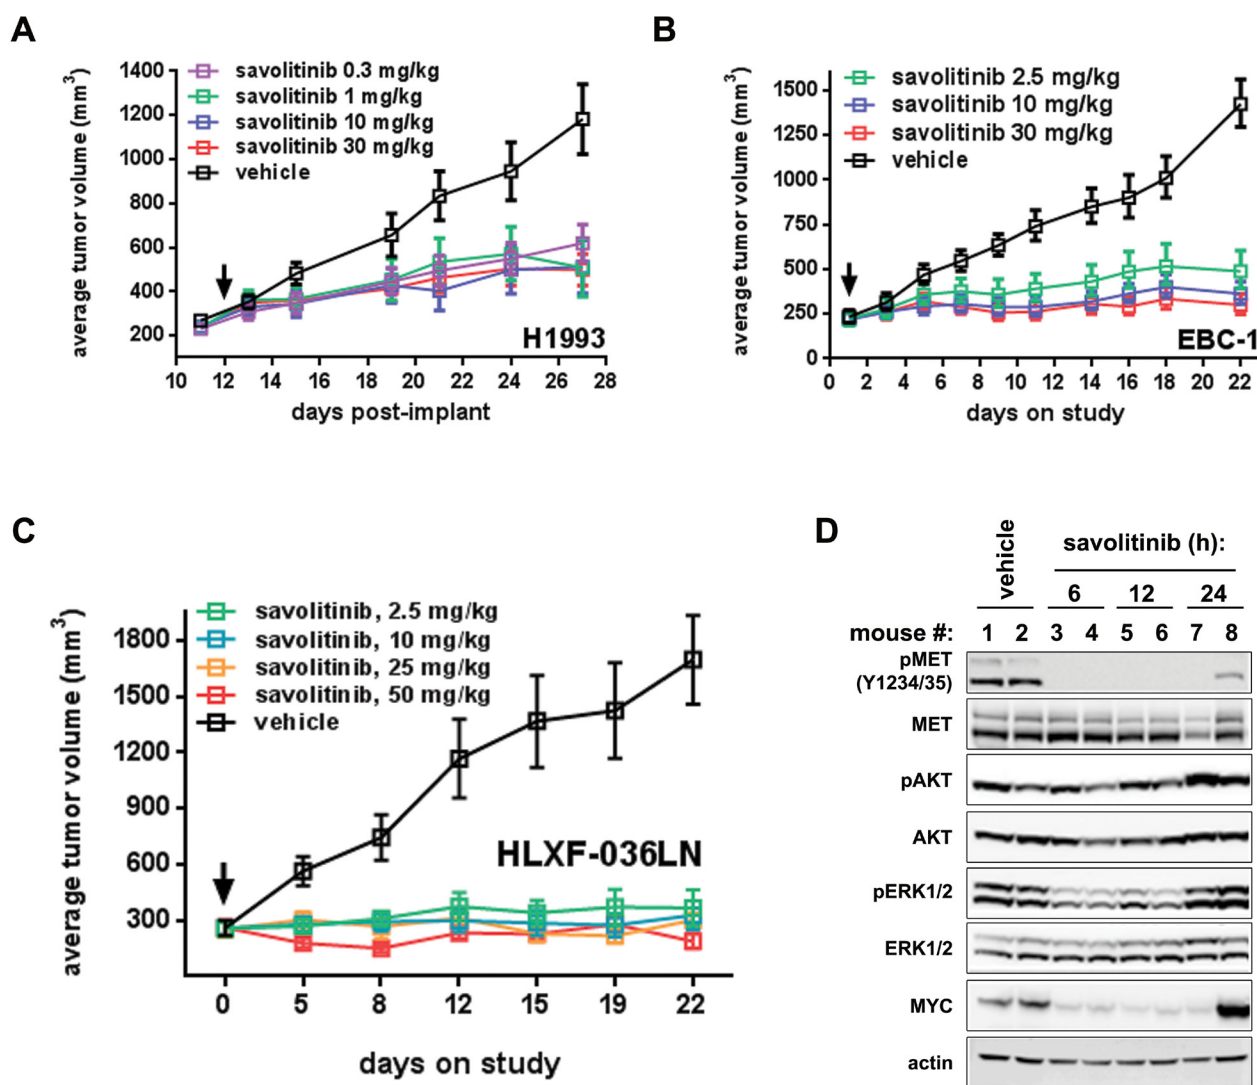 A
average tumor volume (mm3)
1400
1200
1000
800
600
400
200
savolitinib 0.3 mg/kg
savolitinib 1 mg/kg
savolitinib 10 mg/kg
savolitinib 30 mg/kg
vehicle
H1993
10 12 14 16 18 20 22 24 26 28
days post-implant
B
average tumor volume (mm3)
1500
1250
1000
750
500
250
0
savolitinib 2.5 mg/kg
savolitinib 10 mg/kg
savolitinib 30 mg/kg
vehicle
EBC-1
0 2 4 6 8 10 12 14 16 18 20 22
days on study
C
average tumor volume (mm3)
1800
1500
1200
900
600
300
savolitinib, 2.5 mg/kg
savolitinib, 10 mg/kg
savolitinib, 25 mg/kg
savolitinib, 50 mg/kg
vehicle
HLXF-036LN
0 5 8 12 15 19 22
days on study
D
vehicle
savolitinib (h):
6 12 24
mouse #: 1 2 3 4 5 6 7 8
pMET
(Y1234/35)
MET
pAKT
AKT
pERK1/2
ERK1/2
MYC
actin